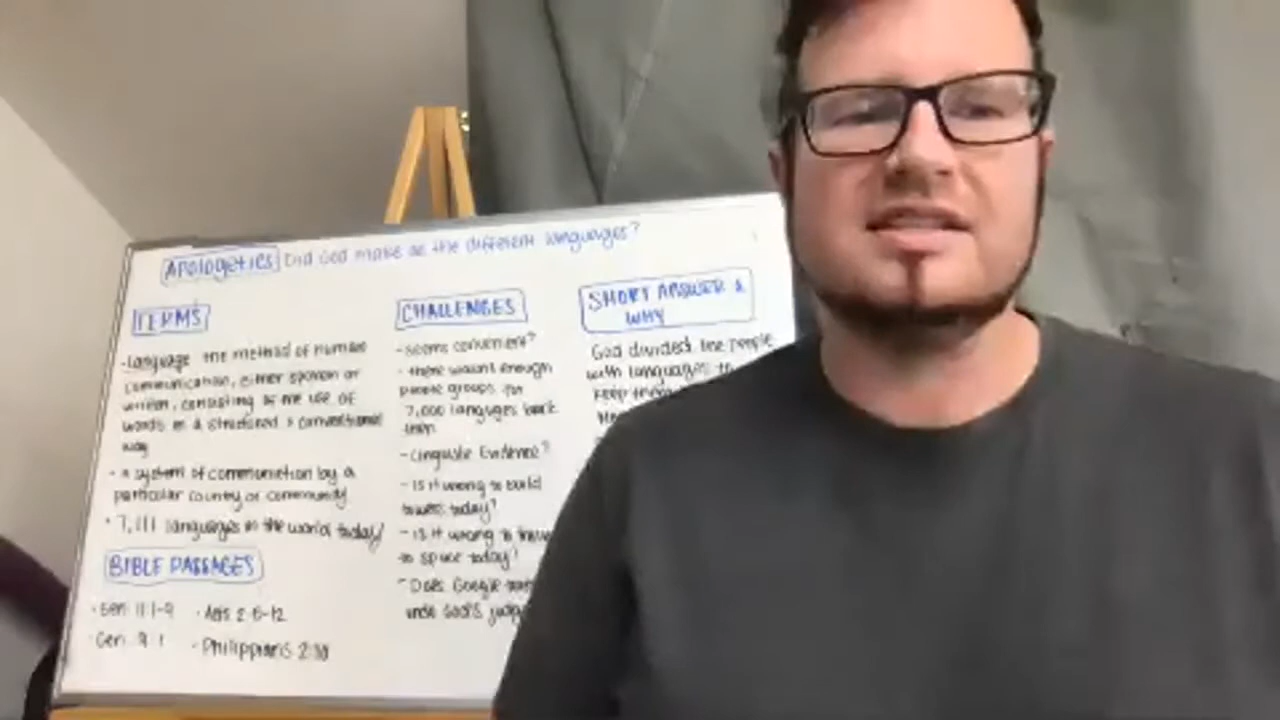 Apologetics Did God make all the different languages?
TERMS
-Language the method of human
communication, either spoken or
written, consisting of the use of
words in a structured & conventional
way
- a system of communication by a
particular country or community
- 7,111 languages in the world today
BIBLE PASSAGES
- Gen 11:1-9 - Acts 2:5-12
- Gen 9:1 - Philippians 2:10
CHALLENGES
- Seems convenient?
- there wasn't enough
people groups for
7,000 languages back
then
- Linguistic Evidence?
- Is it wrong to build
towers today?
- Is it wrong to
to space today?
- Does Google
undo God's
SHORT ANSWER &
WHY
God divided the people
with languages to
keep